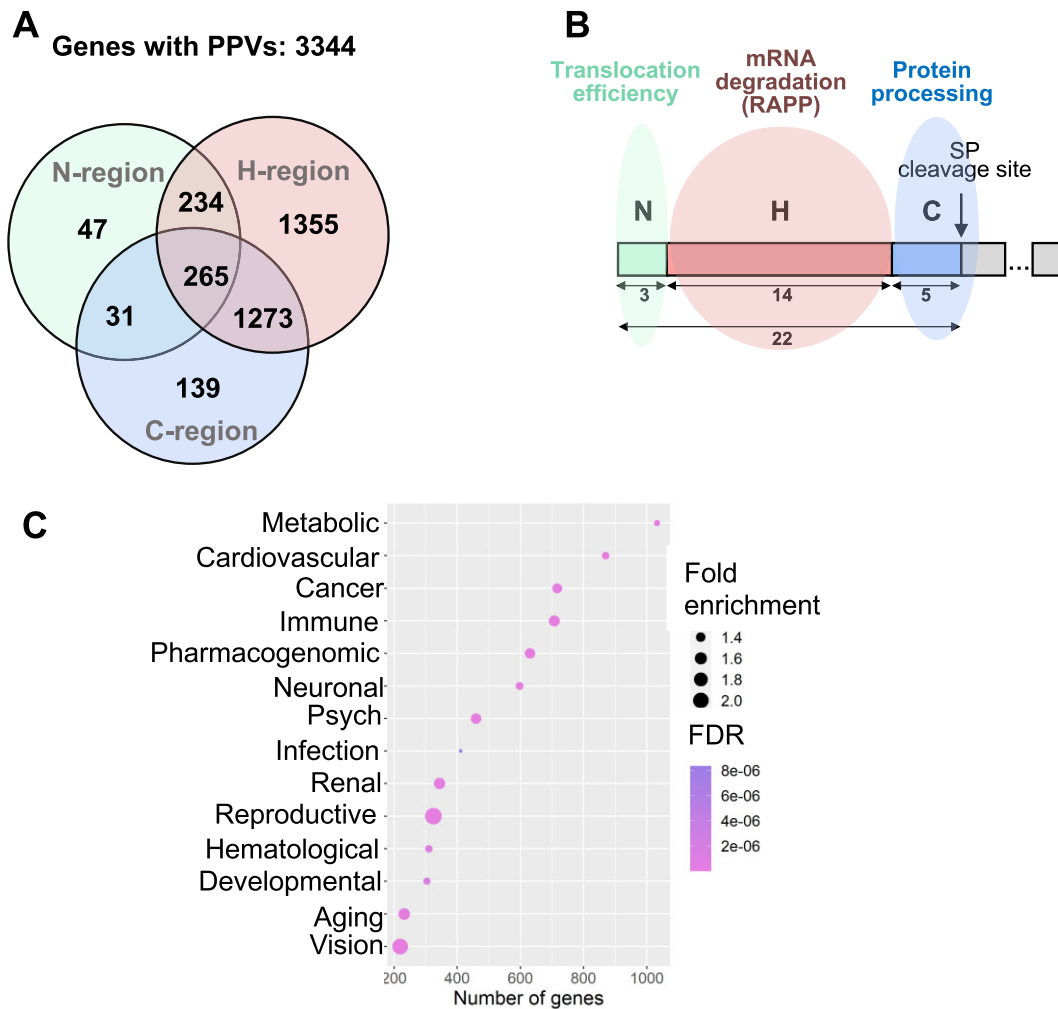 A
Genes with PPVs: 3344
N-region
H-region
47
234
1355
265
31
1273
139
C-region
B
Translocation
efficiency
mRNA
degradation
(RAPP)
Protein
processing
SP
cleavage site
N
H
C
...
3
14
5
22
C
Metabolic
Cardiovascular
Cancer
Immune
Pharmacogenomic
Neuronal
Psych
Infection
Renal
Reproductive
Hematological
Developmental
Aging
Vision
200 400 600 800 1000
Number of genes
Fold
enrichment
1.4
1.6
1.8
2.0
FDR
8e-06
6e-06
4e-06
2e-06